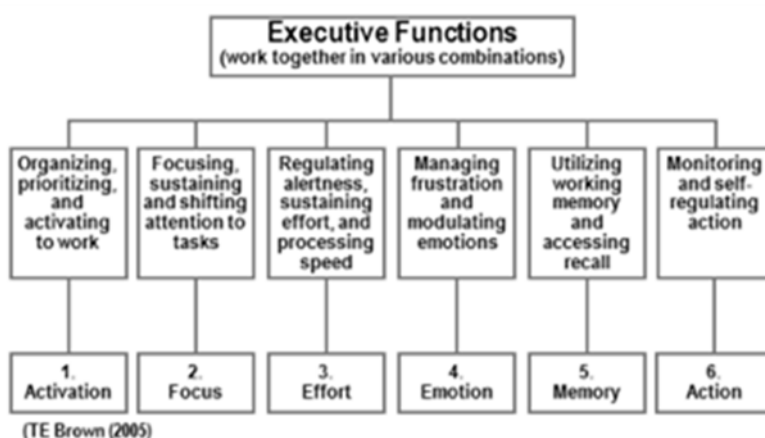 Executive Functions
(work together in various combinations)
Organizing,
prioritizing,
and
activating
to work
Focusing,
sustaining
and shifting
attention to
tasks
Regulating
alertness,
sustaining
effort, and
processing
speed
Managing
frustration
and
modulating
emotions
Utilizing
working
memory
and
accessing
recall
Monitoring
and self-
regulating
action
1.
Activation
2.
Focus
3.
Effort
4.
Emotion
5.
Memory
6.
Action
(TE Brown (2005)